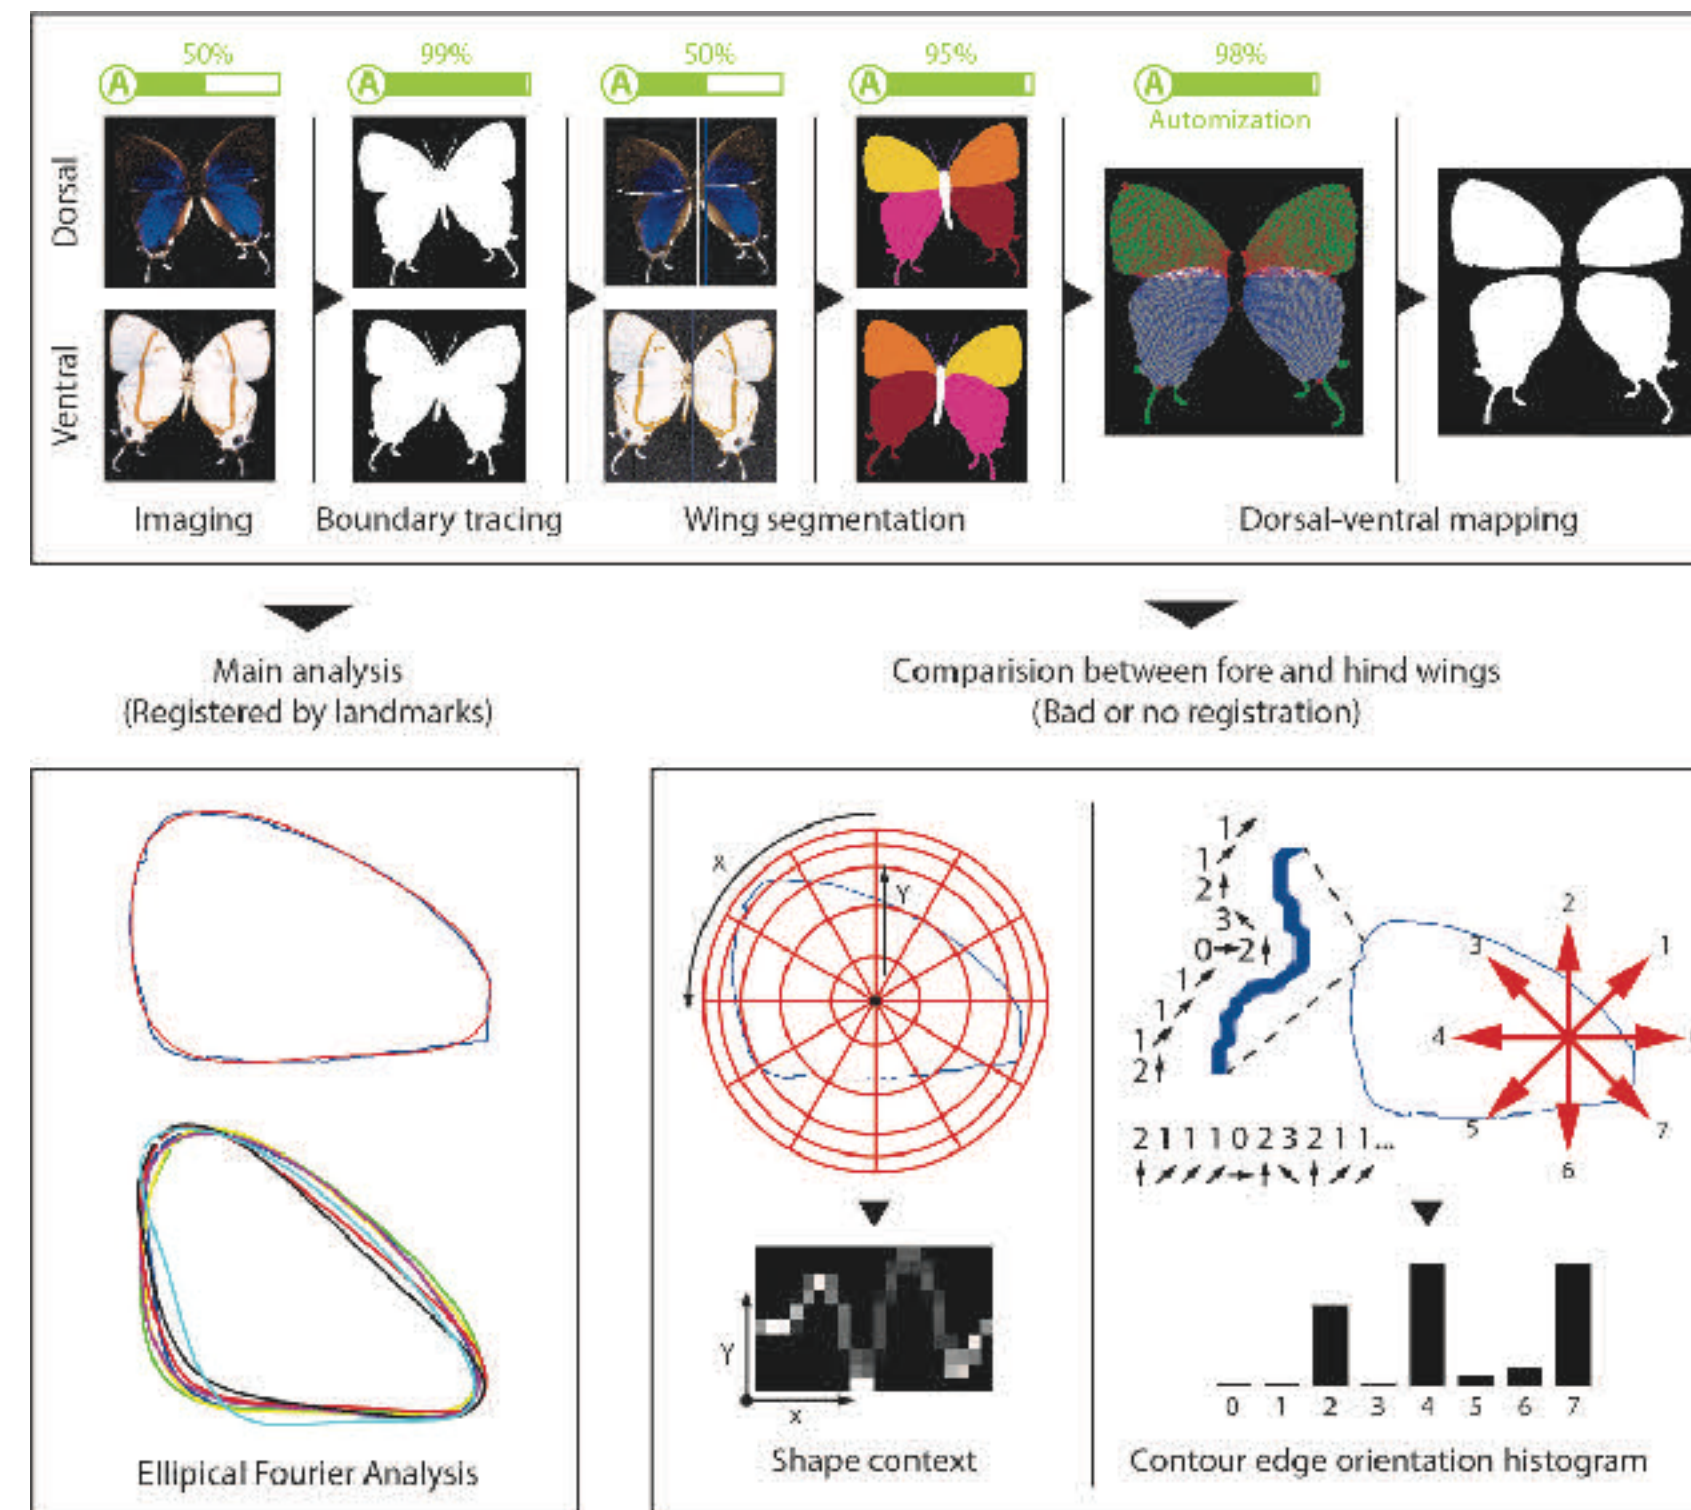 50%
99%
50%
95%
98%
A
A
A
A
A
Automization
Dorsal
Ventral
Imaging
Boundary tracing
Wing segmentation
Dorsal-ventral mapping
Main analysis
(Registered by landmarks)
Comparision between fore and hind wings
(Bad or no registration)
Ellipical Fourier Analysis
x
Y
Y
x
Shape context
1
1
2
3
0 2
1
1
1
2
2 1 1 1 0 2 3 2 1 1...
2
3
1
4
5
7
6
0 1 2 3 4 5 6 7
Contour edge orientation histogram